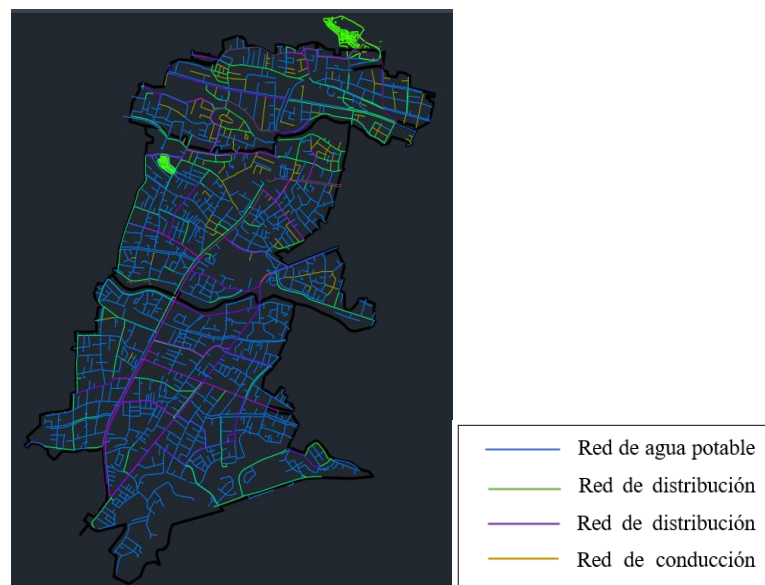 Red de agua potable
Red de distribución
Red de distribución
Red de conducción